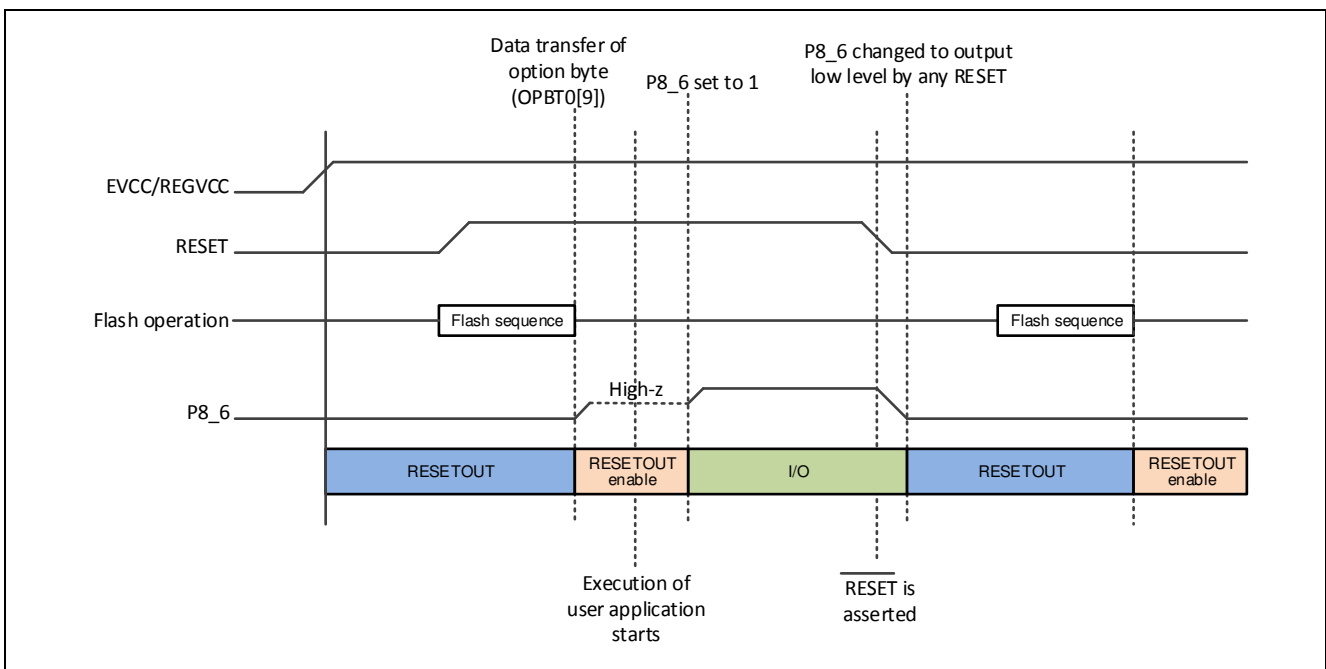 Data transfer of
option byte
(OPBT0[9])
P8_6 set to 1
P8_6 changed to output
low level by any RESET
EVCC/REGVCC
RESET
Flash operation
Flash sequence
Flash sequence
High-z
P8_6
RESETOUT
RESETOUT
enable
I/O
RESETOUT
RESETOUT
enable
Execution of
user application
starts
RESET is
asserted